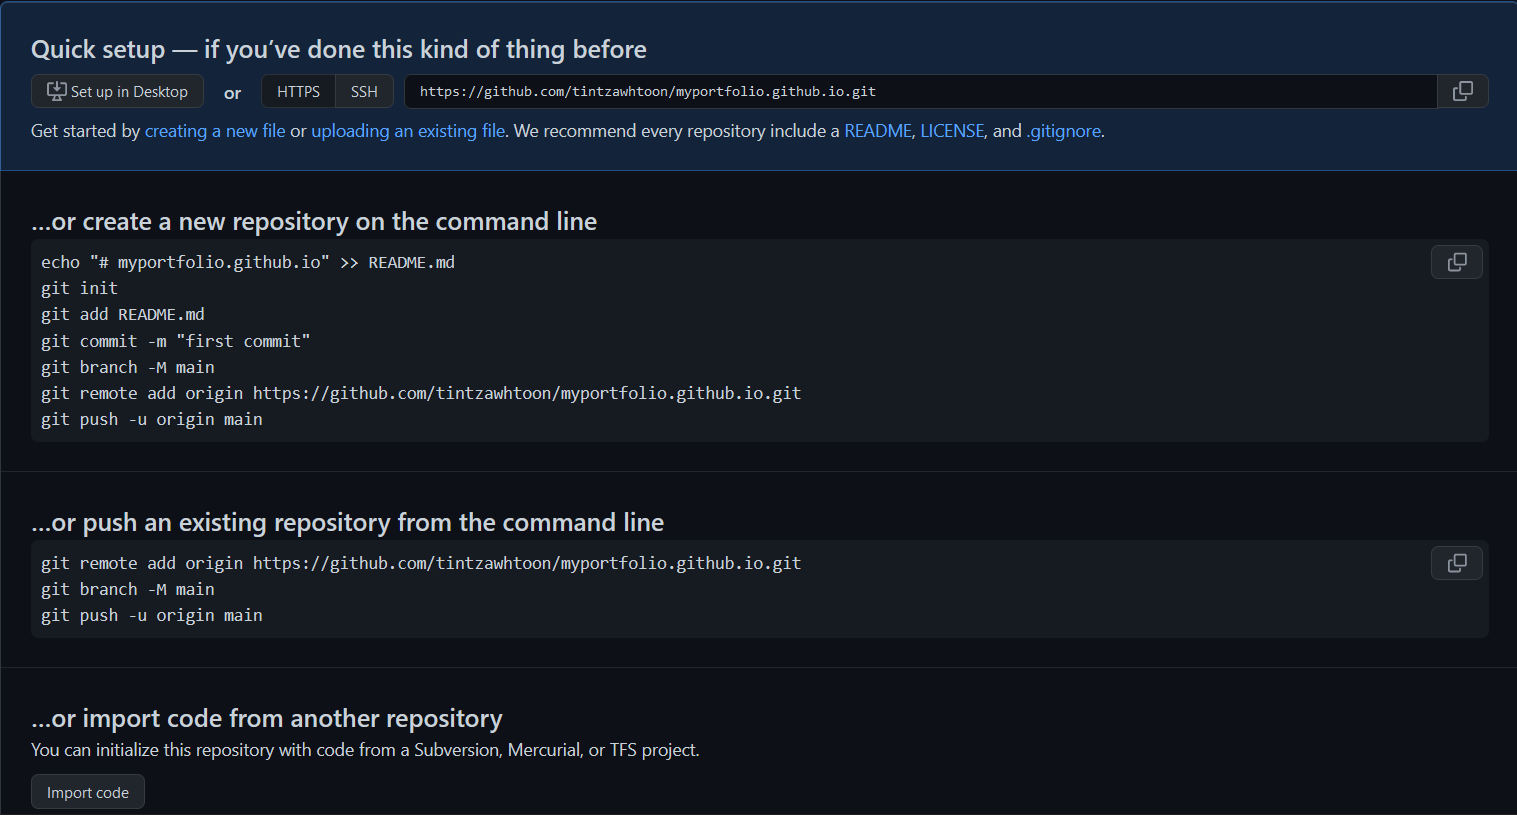 Quick setup — if you’ve done this kind of thing before
Set up in Desktop or HTTPS SSH https://github.com/tintzawhtoon/myportfolio.github.io.git
Get started by creating a new file or uploading an existing file. We recommend every repository include a README, LICENSE, and .gitignore.
…or create a new repository on the command line
echo "# myportfolio.github.io" >> README.md
git init
git add README.md
git commit -m "first commit"
git branch -M main
git remote add origin https://github.com/tintzawhtoon/myportfolio.github.io.git
git push -u origin main
…or push an existing repository from the command line
git remote add origin https://github.com/tintzawhtoon/myportfolio.github.io.git
git branch -M main
git push -u origin main
…or import code from another repository
You can initialize this repository with code from a Subversion, Mercurial, or TFS project.
Import code